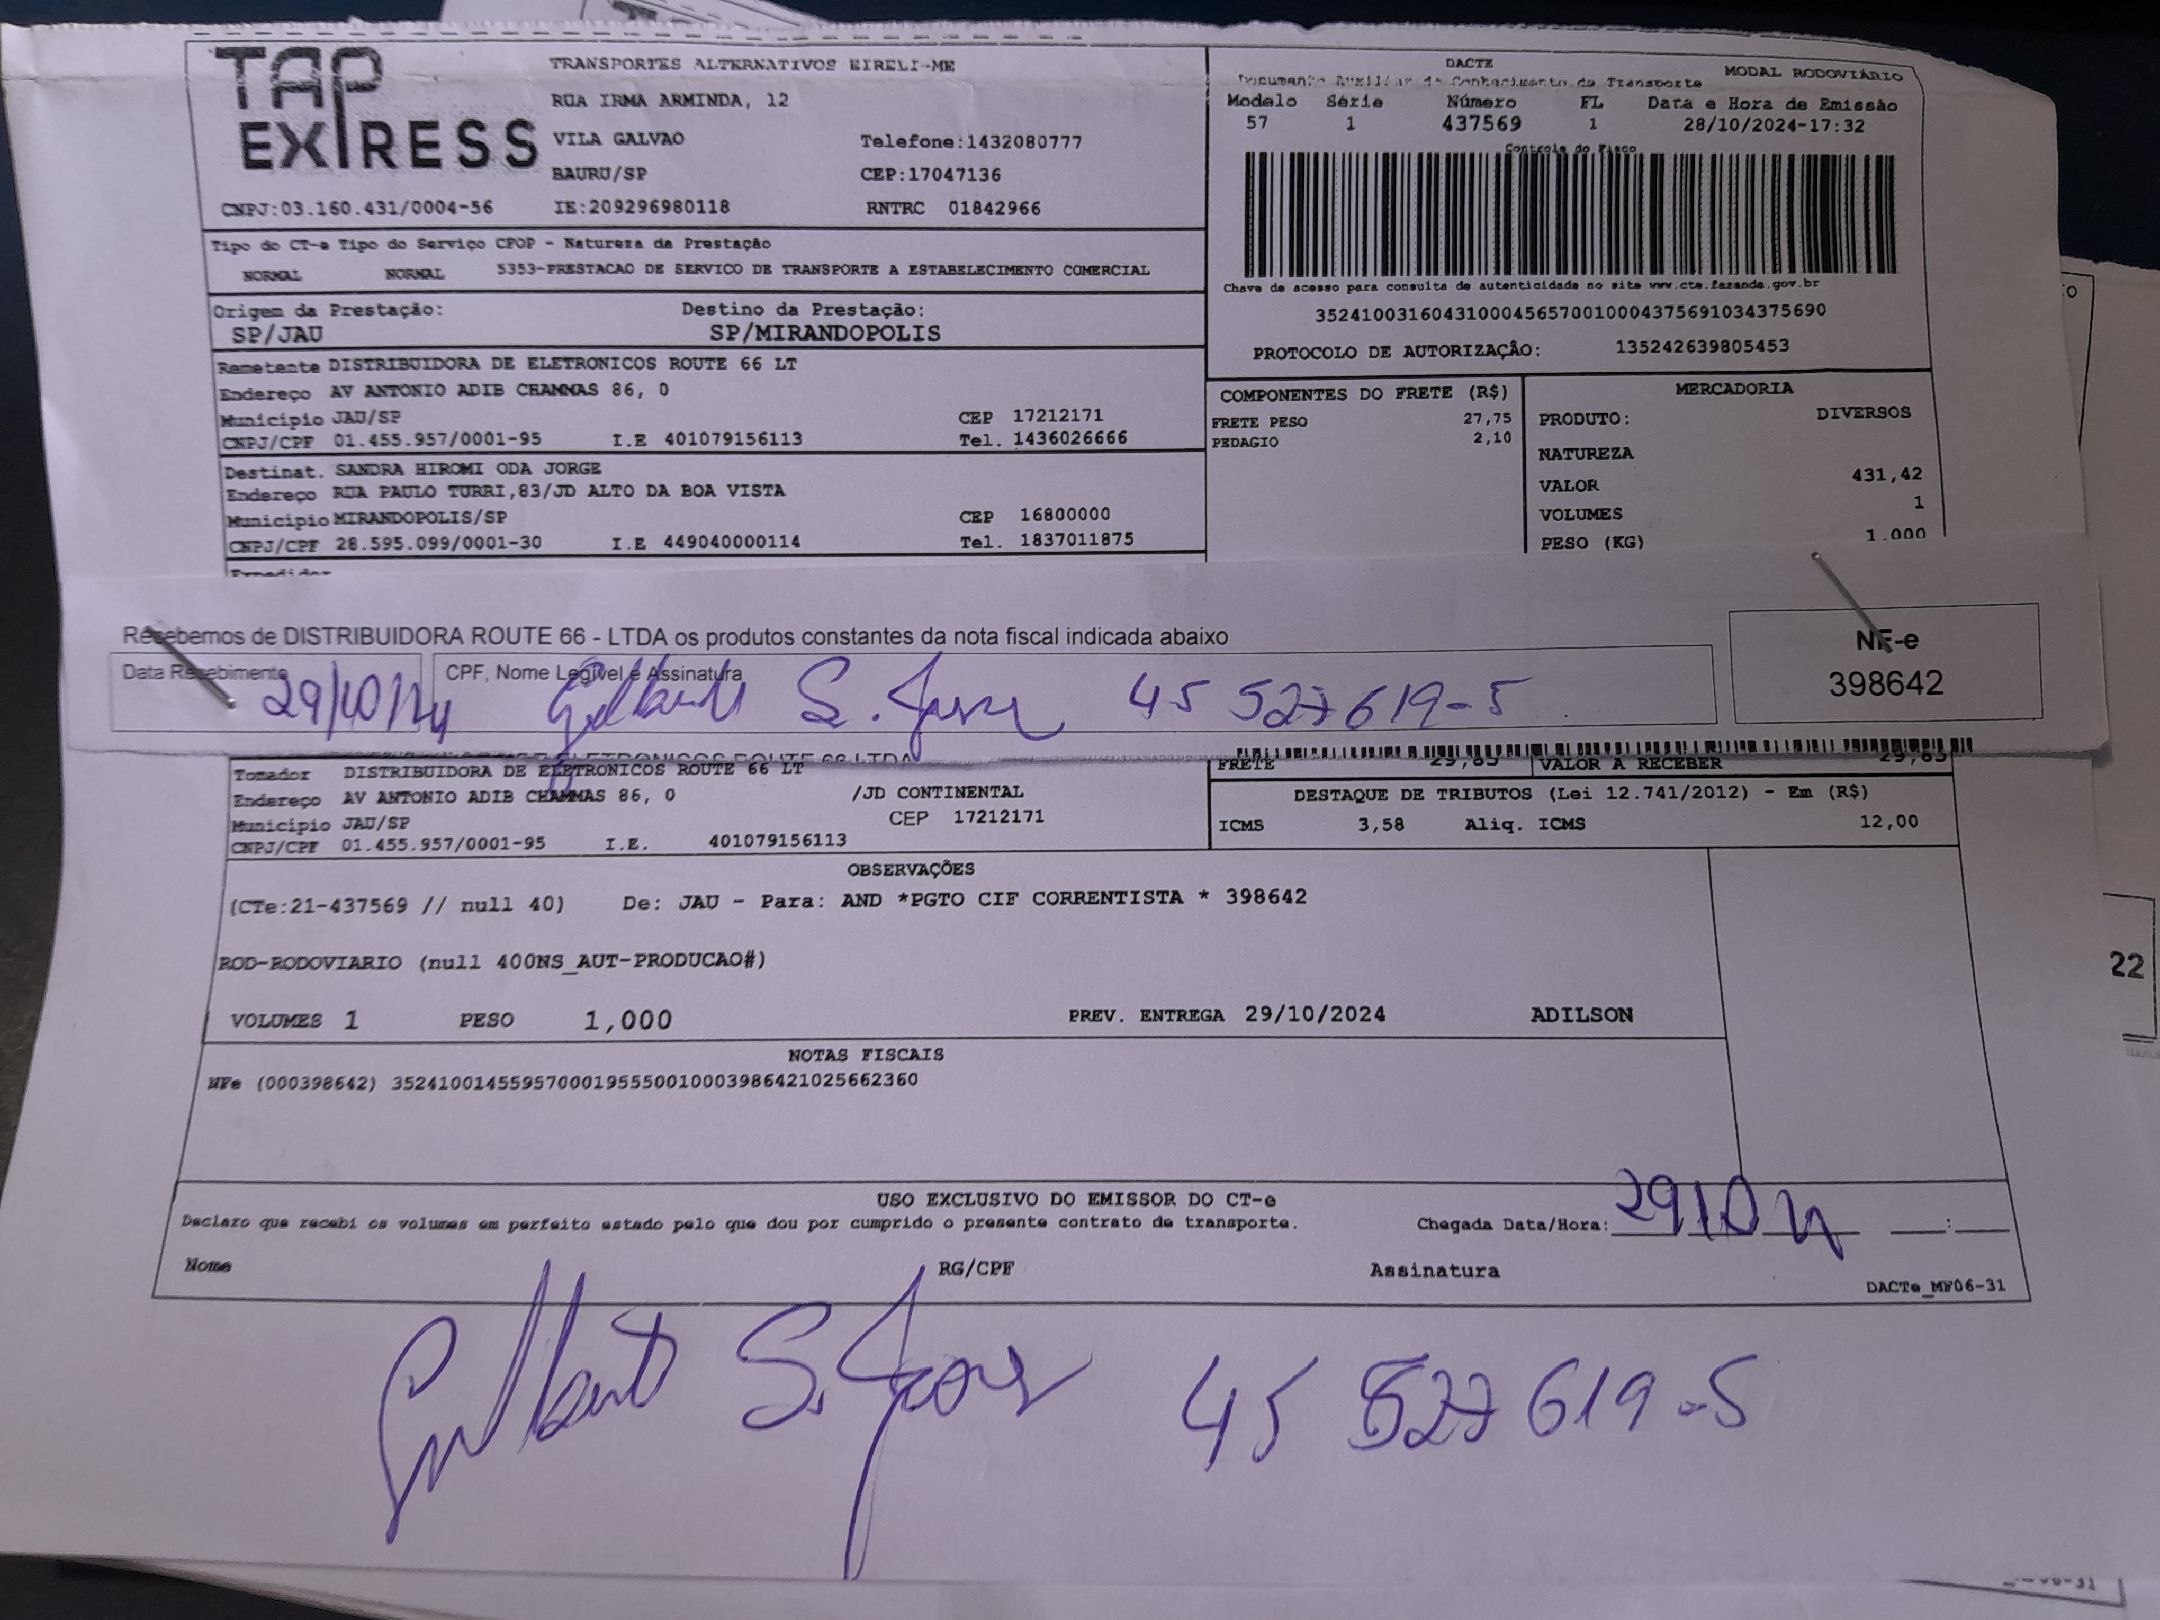 TAP EXPRESS
TRANSPORTES ALTERNATIVOS EIRELI-ME
RUA IRMA ARMINDA, 12
VILA GALVAO Telefone:1432080777
BAURU/SP CEP:17047136
CNPJ:03.160.431/0004-56 IE:209296980118 RNTRC 01842966
DACTE
Documento Auxiliar de Conhecimento de Transporte MODAL RODOVIÁRIO
Modelo Série Número FL Data e Hora de Emissão
57 1 437569 1 28/10/2024-17:32
Controle do Fisco
Chave de acesso para consulta de autenticidade no site www.cte.fazenda.gov.br
35241003160431000456570010004375691034375690
PROTOCOLO DE AUTORIZAÇÃO: 135242639805453
Tipo do CT-e Tipo do Serviço CFOP - Natureza da Prestação
NORMAL NORMAL 5353-PRESTACAO DE SERVICO DE TRANSPORTE A ESTABELECIMENTO COMERCIAL
Origem da Prestação: Destino da Prestação:
SP/JAU SP/MIRANDOPOLIS
Remetente DISTRIBUIDORA DE ELETRONICOS ROUTE 66 LT
Endereço AV ANTONIO ADIB CHAMMAS 86, 0
Município JAU/SP CEP 17212171
CNPJ/CPF 01.455.957/0001-95 I.E 401079156113 Tel. 1436026666
Destinat. SANDRA HIROMI ODA JORGE
Endereço RUA PAULO TURRI,83/JD ALTO DA BOA VISTA
Município MIRANDOPOLIS/SP CEP 16800000
CNPJ/CPF 28.595.099/0001-30 I.E 449040000114 Tel. 1837011875
Expedidor
COMPONENTES DO FRETE (R$)
FRETE PESO 27,75
PEDAGIO 2,10
MERCADORIA
PRODUTO: DIVERSOS
NATUREZA
VALOR 431,42
VOLUMES 1
PESO (KG) 1.000
Recebemos de DISTRIBUIDORA ROUTE 66 - LTDA os produtos constantes da nota fiscal indicada abaixo
Data Recebimento CPF, Nome Legível e Assinatura
29/10/24 S. 45 527 619-5
NF-e
398642
Tomador DISTRIBUIDORA DE ELETRONICOS ROUTE 66 LT
Endereço AV ANTONIO ADIB CHAMMAS 86, 0 /JD CONTINENTAL
Município JAU/SP CEP 17212171
CNPJ/CPF 01.455.957/0001-95 I.E. 401079156113
FRETE 29,85 VALOR A RECEBER 29,85
DESTAQUE DE TRIBUTOS (Lei 12.741/2012) - Em (R$)
ICMS 3,58 Aliq. ICMS 12,00
OBSERVAÇÕES
(CTe:21-437569 // null 40) De: JAU - Para: AND *PGTO CIF CORRENTISTA * 398642
ROD-RODOVIARIO (null 400NS_AUT-PRODUCAO#)
VOLUMES 1 PESO 1,000 PREV. ENTREGA 29/10/2024 ADILSON
NOTAS FISCAIS
NFe (000398642) 35241001455957000195550010003986421025662360
USO EXCLUSIVO DO EMISSOR DO CT-e
Declaro que recebi os volumes em perfeito estado pelo que dou por cumprido o presente contrato de transporte. Chegada Data/Hora: 29 10 24 :
Nome RG/CPF Assinatura
DACTe_MF06-31
S. 45 527 619-5
22